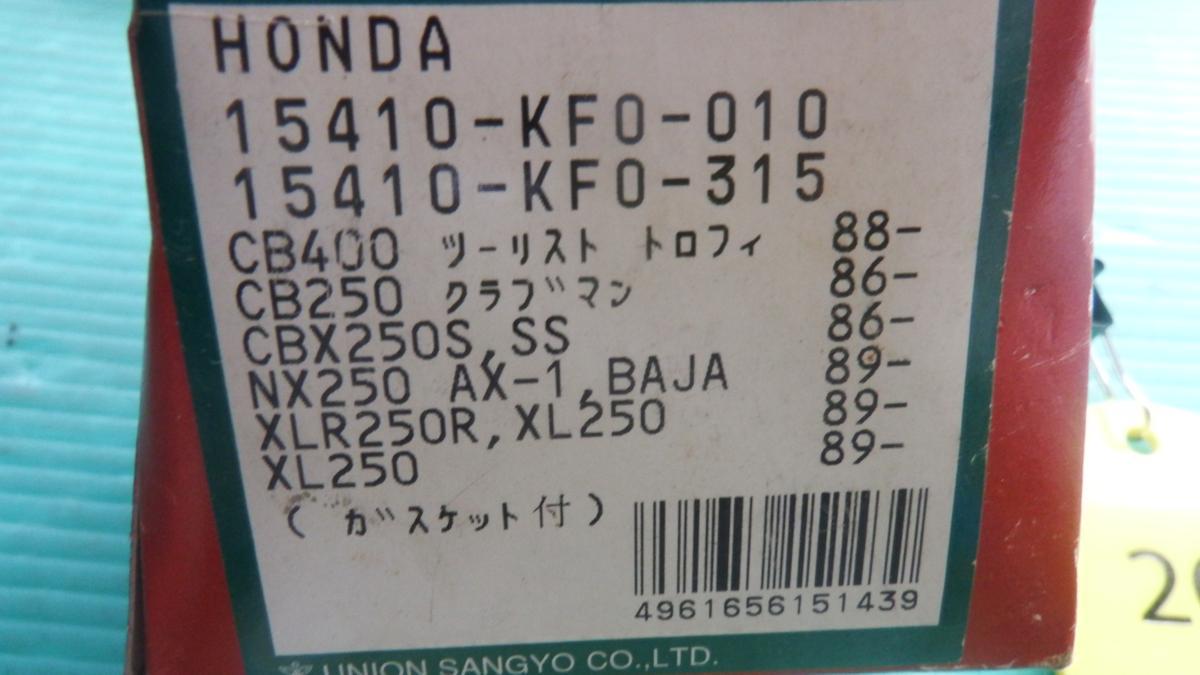 HONDA
15410-KF0-010
15410-KF0-315
CB400 ツーリスト トロフィ 88-
CB250 クラブマン 86-
CBX250S,SS 86-
NX250 AX-1,BAJA 89-
XLR250R,XL250 89-
XL250 89-
(ガスケット付)
4961656151439
UNION SANGYO CO.,LTD.